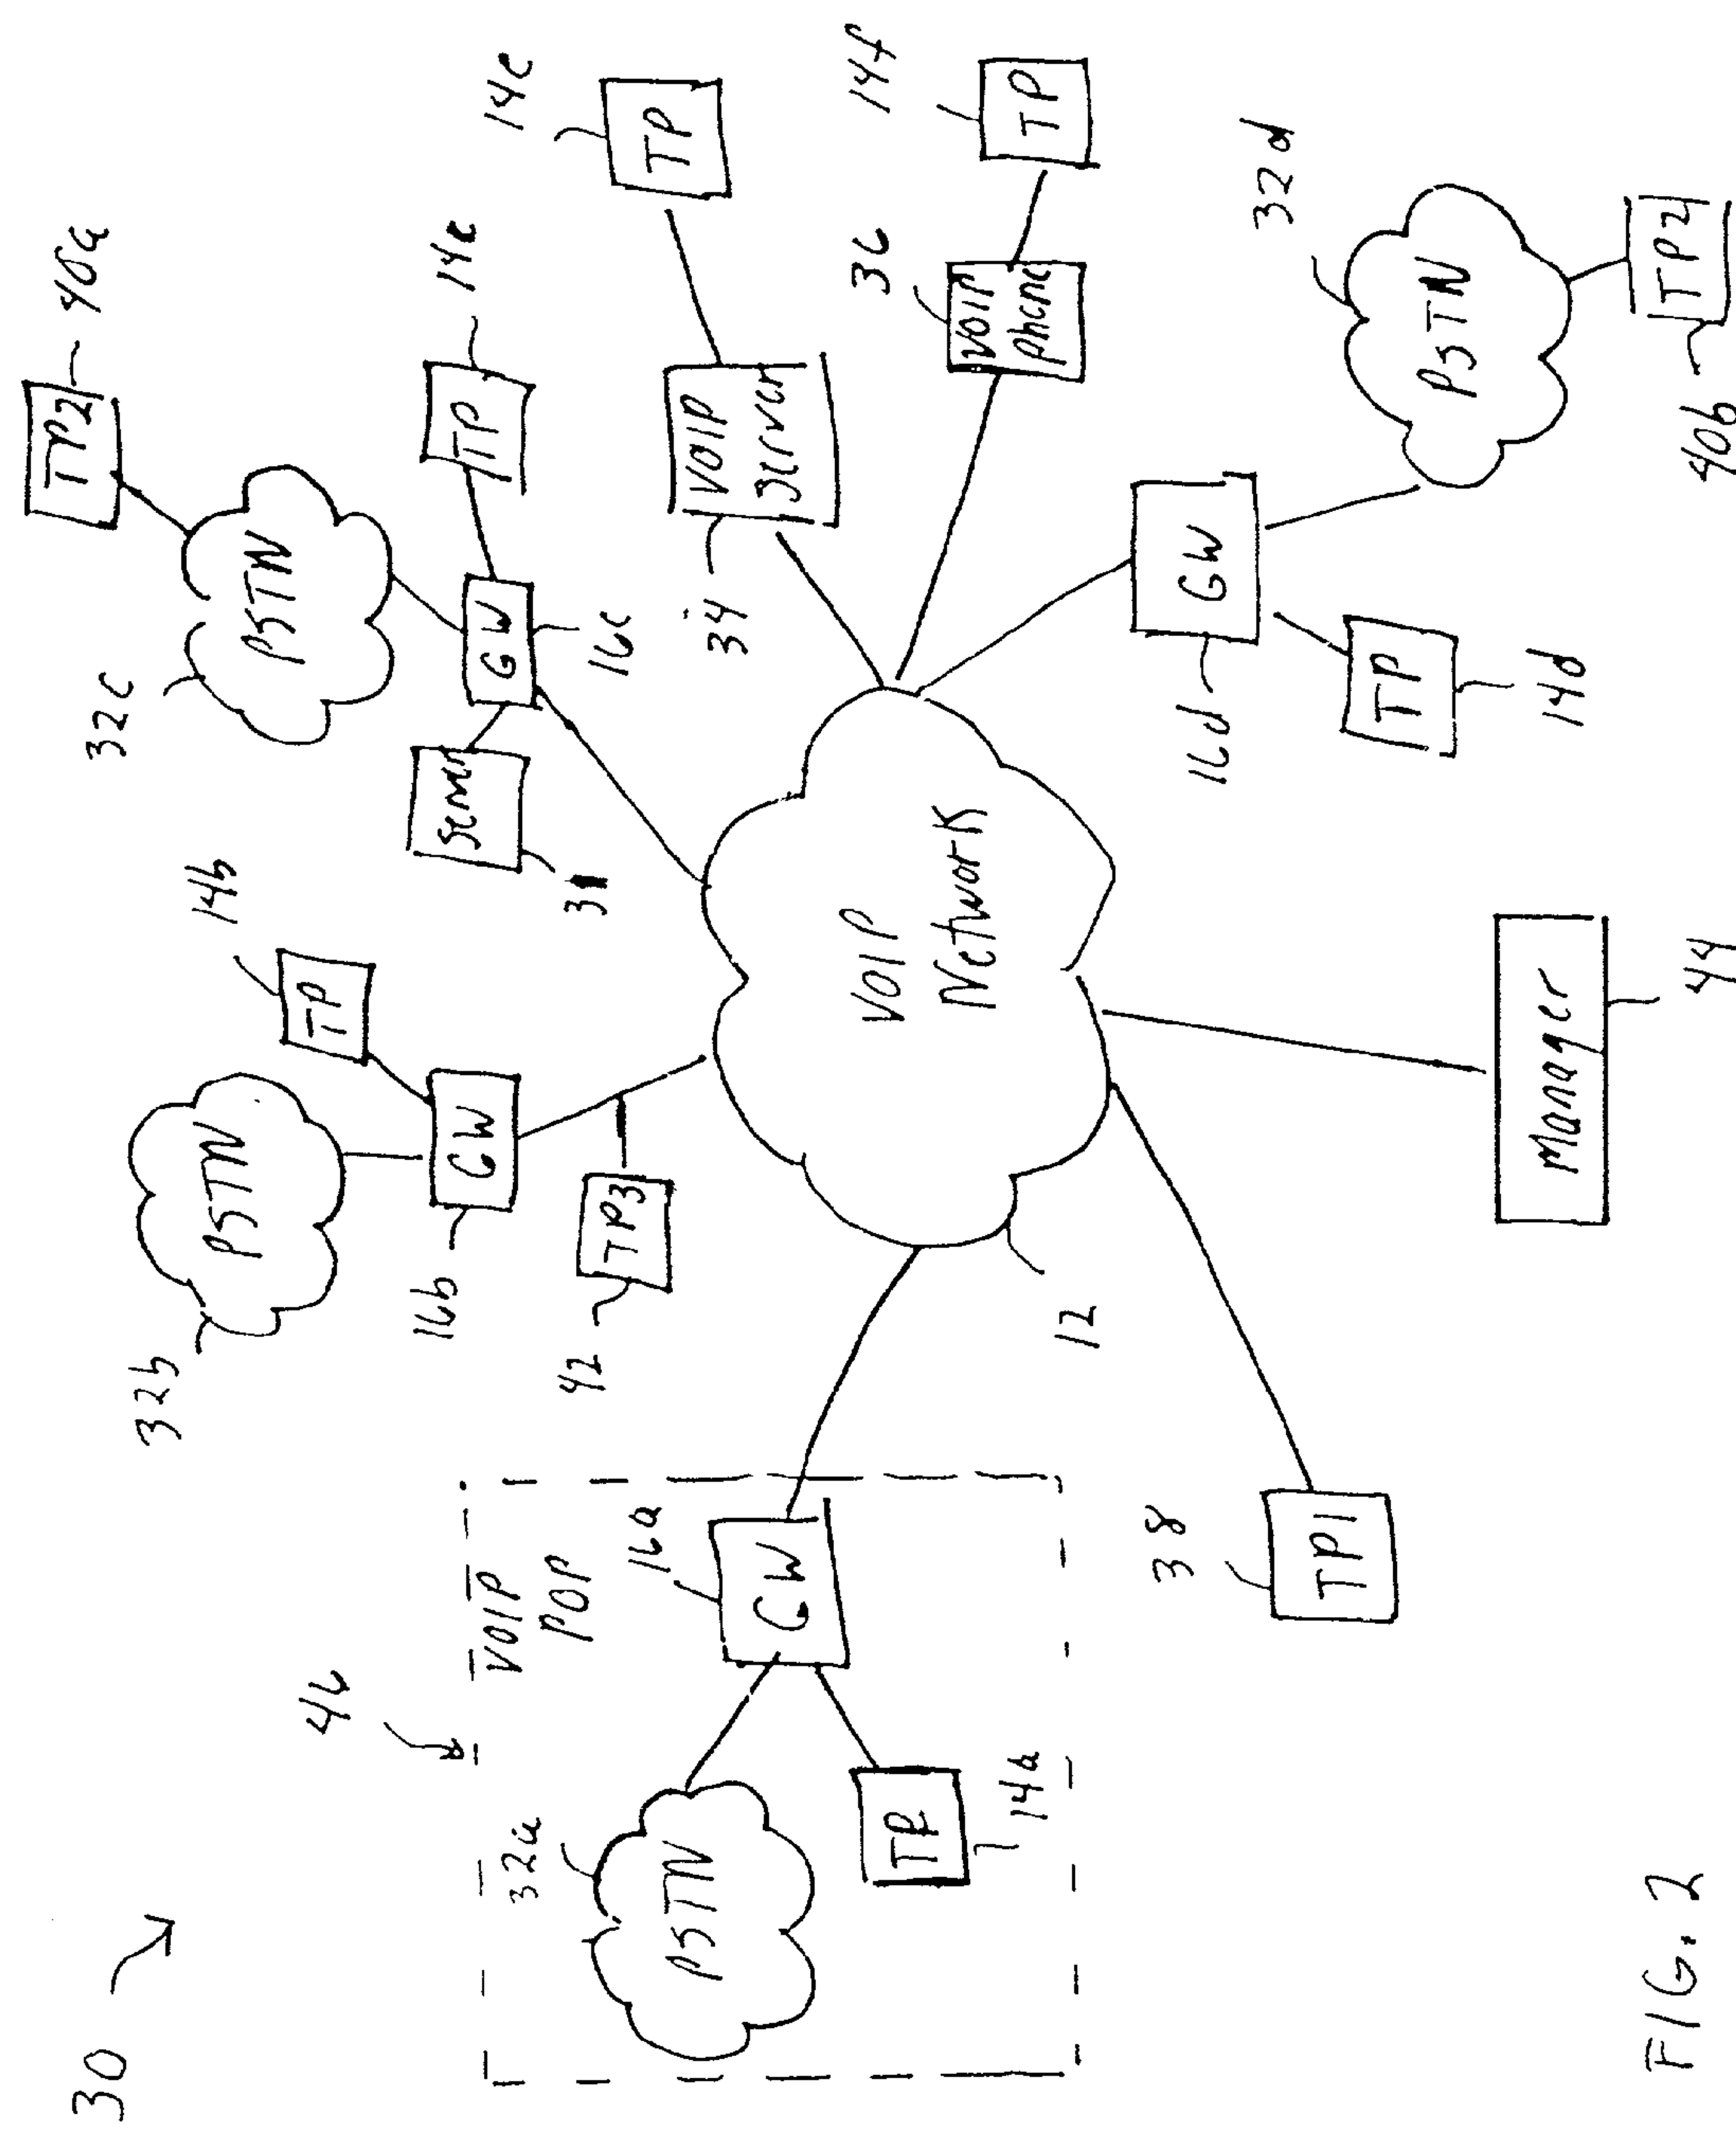 30
TP2
40a
32c
32b
PSTN
14b
PSTN
TP
46
16b
GW
Server
TP
14c
GW
14e
VOIP
POP
32a
42
TP3
16c
16a
TP
PSTN
34
VOIP
Server
GW
14f
36
VOIP
Network
TP
14a
VOIP
phone
TP
12
38
16d
GW
32d
TP1
TP
PSTN
Manager
14d
TP2
44
40b
FIG. 2